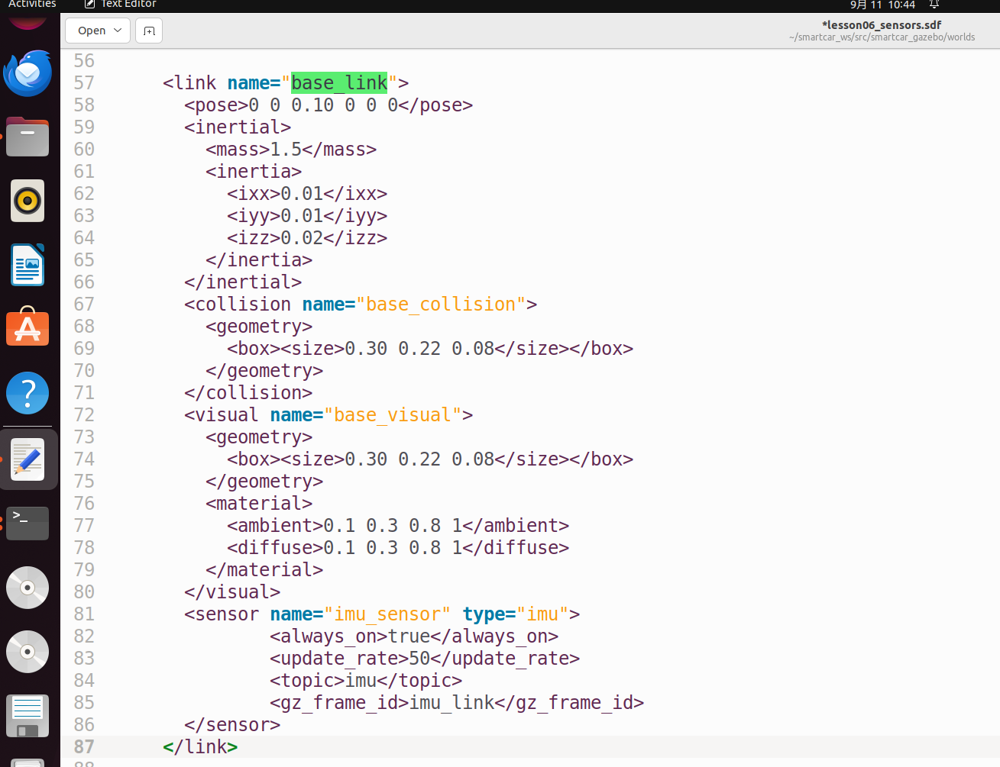 Activities
Text Editor
9月 11 10:44
Open
*lesson06_sensors.sdf
~/smartcar_ws/src/smartcar_gazebo/worlds
56
57 <link name="base_link">
58 <pose>0 0 0.10 0 0 0</pose>
59 <inertial>
60 <mass>1.5</mass>
61 <inertia>
62 <ixx>0.01</ixx>
63 <iyy>0.01</iyy>
64 <izz>0.02</izz>
65 </inertia>
66 </inertial>
67 <collision name="base_collision">
68 <geometry>
69 <box><size>0.30 0.22 0.08</size></box>
70 </geometry>
71 </collision>
72 <visual name="base_visual">
73 <geometry>
74 <box><size>0.30 0.22 0.08</size></box>
75 </geometry>
76 <material>
77 <ambient>0.1 0.3 0.8 1</ambient>
78 <diffuse>0.1 0.3 0.8 1</diffuse>
79 </material>
80 </visual>
81 <sensor name="imu_sensor" type="imu">
82 <always_on>true</always_on>
83 <update_rate>50</update_rate>
84 <topic>imu</topic>
85 <gz_frame_id>imu_link</gz_frame_id>
86 </sensor>
87 </link>
88